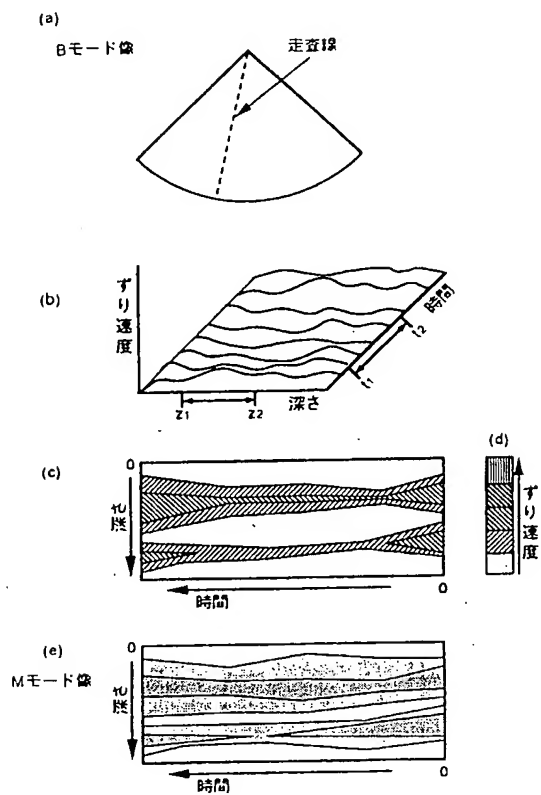 (a)
Bモード像
走査線
(b)
ずり速度
時間
t2
t1
z1
z2
深さ
(c)
0
深さ
時間
0
(d)
ずり速度
(e)
Mモード像
0
深さ
時間
0